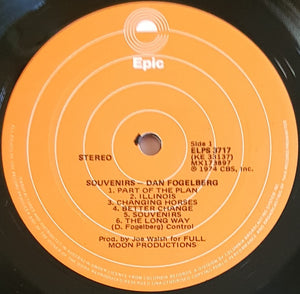 Epic
STEREO
Side 1
ELPS 3717
(KE 33137)
MX173897
℗ 1974 CBS, Inc.
SOUVENIRS — DAN FOGELBERG
1. PART OF THE PLAN
2. ILLINOIS
3. CHANGING HORSES
4. BETTER CHANGE
5. SOUVENIRS
6. THE LONG WAY
(D. Fogelberg) Control
Prod. by Joe Walsh for FULL
MOON PRODUCTIONS